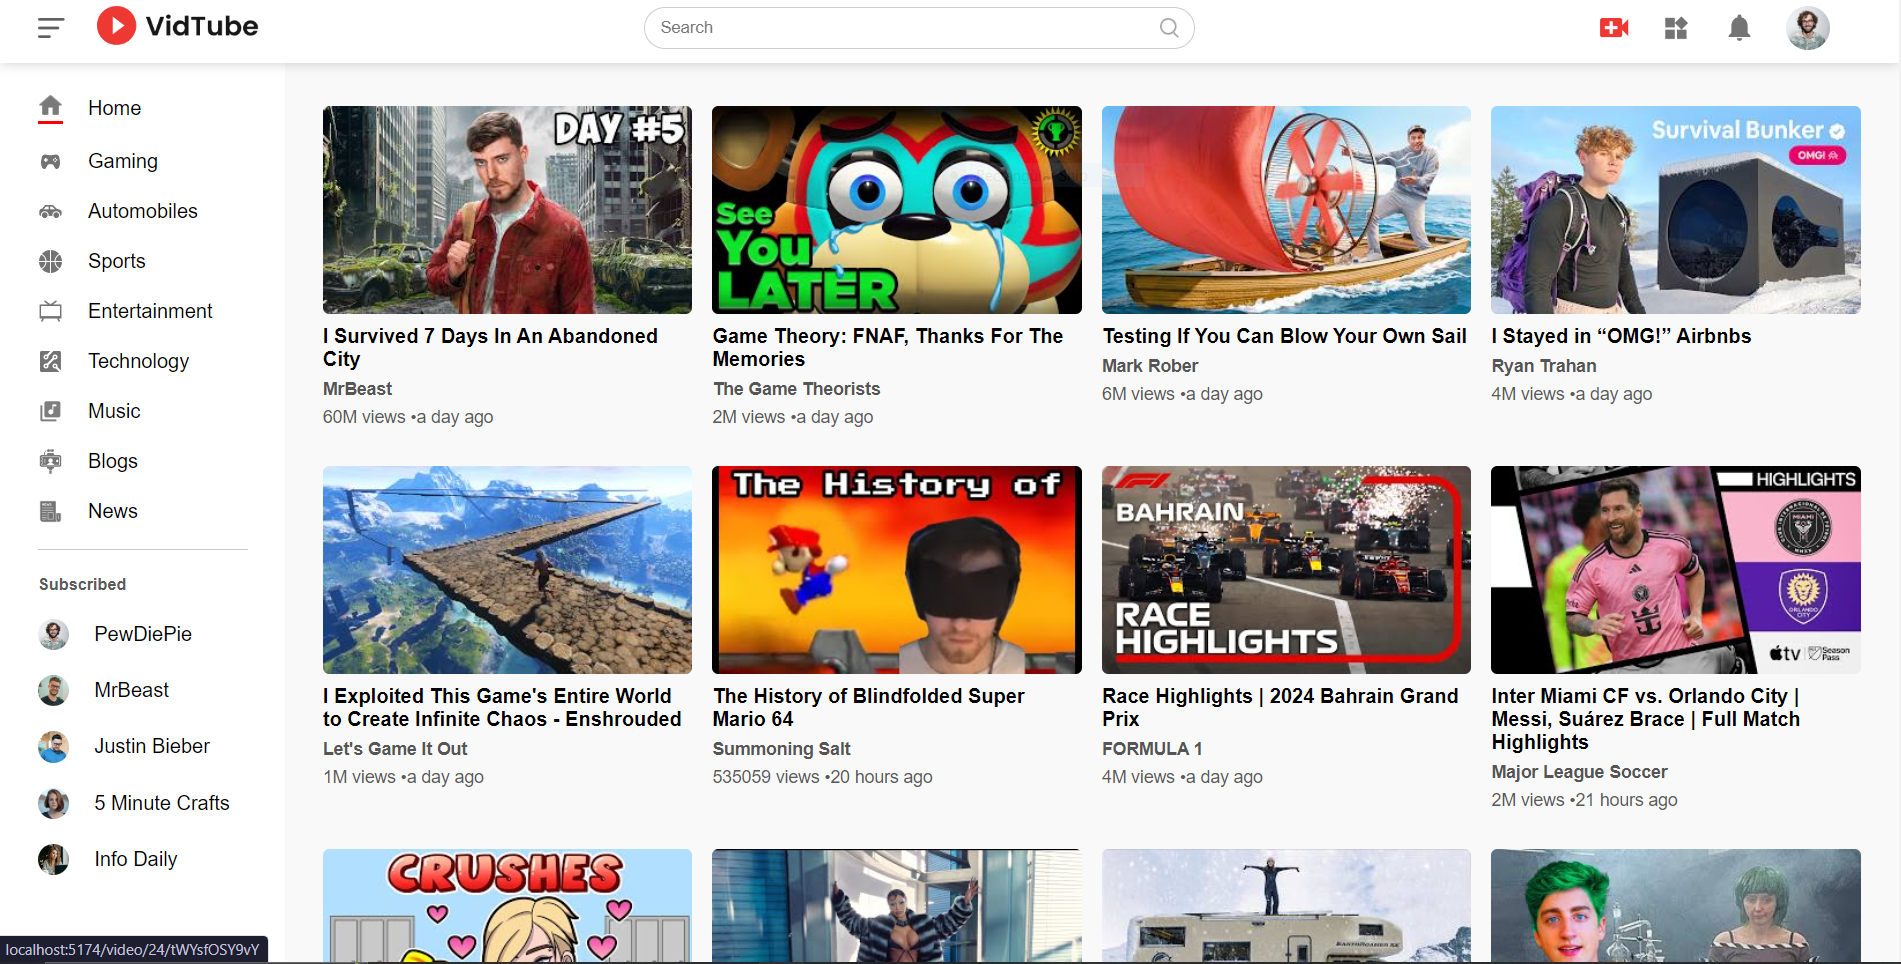 VidTube
Search
Home
Gaming
Automobiles
Sports
Entertainment
Technology
Music
Blogs
News
Subscribed
PewDiePie
MrBeast
Justin Bieber
5 Minute Crafts
Info Daily
DAY #5
I Survived 7 Days In An Abandoned
City
MrBeast
60M views •a day ago
See
You
LATER
Game Theory: FNAF, Thanks For The
Memories
The Game Theorists
2M views •a day ago
Testing If You Can Blow Your Own Sail
Mark Rober
6M views •a day ago
Survival Bunker
OMG!
I Stayed in “OMG!” Airbnbs
Ryan Trahan
4M views •a day ago
I Exploited This Game's Entire World
to Create Infinite Chaos - Enshrouded
Let's Game It Out
1M views •a day ago
The History of
The History of Blindfolded Super
Mario 64
Summoning Salt
535059 views •20 hours ago
F1
BAHRAIN
RACE
HIGHLIGHTS
Race Highlights | 2024 Bahrain Grand
Prix
FORMULA 1
4M views •a day ago
HIGHLIGHTS
MIAMI
ORLANDO
CITY
tv
Season
Pass
Inter Miami CF vs. Orlando City |
Messi, Suárez Brace | Full Match
Highlights
Major League Soccer
2M views •21 hours ago
CRUSHES
localhost:5174/video/24/tWYsfOSY9vY